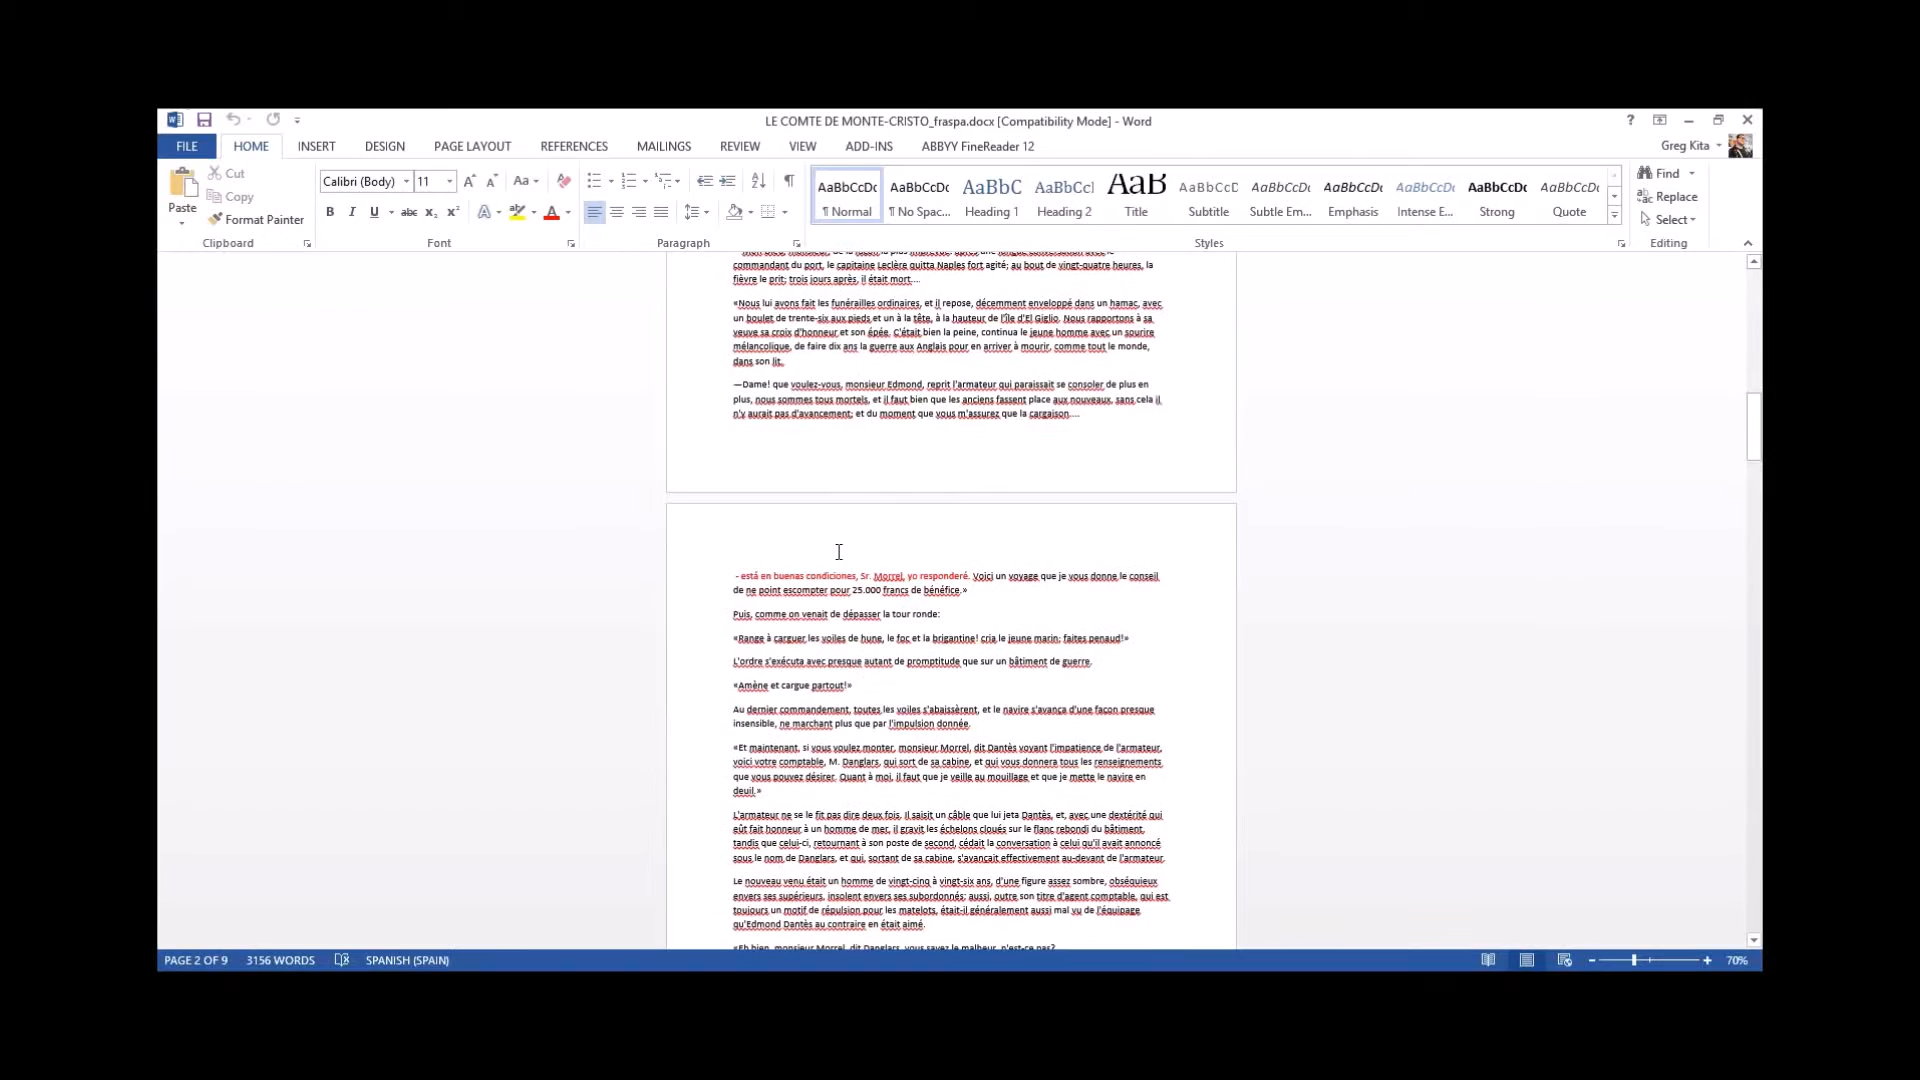 LE COMTE DE MONTE-CRISTO_fraspa.docx [Compatibility Mode] - Word
FILE HOME INSERT DESIGN PAGE LAYOUT REFERENCES MAILINGS REVIEW VIEW ADD-INS ABBYY FineReader 12 Greg Kita
Paste Cut
Copy
Format Painter
Clipboard
Calibri (Body) 11
Font
Paragraph
AaBbCcDc AaBbCcDc AaBbC AaBbCc AaB AaBbCcD AaBbCcDc AaBbCcDc AaBbCcDc AaBbCcDc AaBbCcDc
¶ Normal ¶ No Spac... Heading 1 Heading 2 Title Subtitle Subtle Em... Emphasis Intense E... Strong Quote
Styles
Find
Replace
Select
Editing
commandant du port, le capitaine Leclère quitta Naples fort agité; au bout de vingt-quatre heures, la
fièvre le prit; trois jours après, il était mort....
«Nous lui avons fait les funérailles ordinaires, et il repose, décemment enveloppé dans un hamac, avec
un boulet de trente-six aux pieds et un à la tête, à la hauteur de l'île d'El Giglio. Nous rapportons à sa
veuve sa croix d'honneur et son épée. C'était bien la peine, continua le jeune homme avec un sourire
mélancolique, de faire dix ans la guerre aux Anglais pour en arriver à mourir, comme tout le monde,
dans son lit.
—Dame! que voulez-vous, monsieur Edmond, reprit l'armateur qui paraissait se consoler de plus en
plus, nous sommes tous mortels, et il faut bien que les anciens fassent place aux nouveaux, sans cela il
n'y aurait pas d'avancement; et du moment que vous m'assurez que la cargaison....
- está en buenas condiciones, Sr. Morrel, yo responderé. Voici un voyage que je vous donne le conseil
de ne point escompter pour 25.000 francs de bénéfice.»
Puis, comme on venait de dépasser la tour ronde:
«Range à carguer les voiles de hune, le foc et la brigantine! cria le jeune marin; faites penaud!»
L'ordre s'exécuta avec presque autant de promptitude que sur un bâtiment de guerre.
«Amène et cargue partout!»
Au dernier commandement, toutes les voiles s'abaissèrent, et le navire s'avança d'une façon presque
insensible, ne marchant plus que par l'impulsion donnée.
«Et maintenant, si vous voulez monter, monsieur Morrel, dit Dantès voyant l'impatience de l'armateur,
voici votre comptable, M. Danglars, qui sort de sa cabine, et qui vous donnera tous les renseignements
que vous pouvez désirer. Quant à moi, il faut que je veille au mouillage et que je mette le navire en
deuil.»
L'armateur ne se le fit pas dire deux fois. Il saisit un câble que lui jeta Dantès, et, avec une dextérité qui
eût fait honneur à un homme de mer, il gravit les échelons cloués sur le flanc rebondi du bâtiment,
tandis que celui-ci, retournant à son poste de second, cédait la conversation à celui qu'il avait annoncé
sous le nom de Danglars, et qui, sortant de sa cabine, s'avançait effectivement au-devant de l'armateur.
Le nouveau venu était un homme de vingt-cinq à vingt-six ans, d'une figure assez sombre, obséquieux
envers ses supérieurs, insolent envers ses subordonnés; aussi, outre son titre d'agent comptable, qui est
toujours un motif de répulsion pour les matelots, était-il généralement aussi mal vu de l'équipage
qu'Edmond Dantès au contraire en était aimé.
«Eh bien, monsieur Morrel, dit Danglars, vous savez le malheur, n'est-ce pas?
PAGE 2 OF 9 3156 WORDS SPANISH (SPAIN) 70%